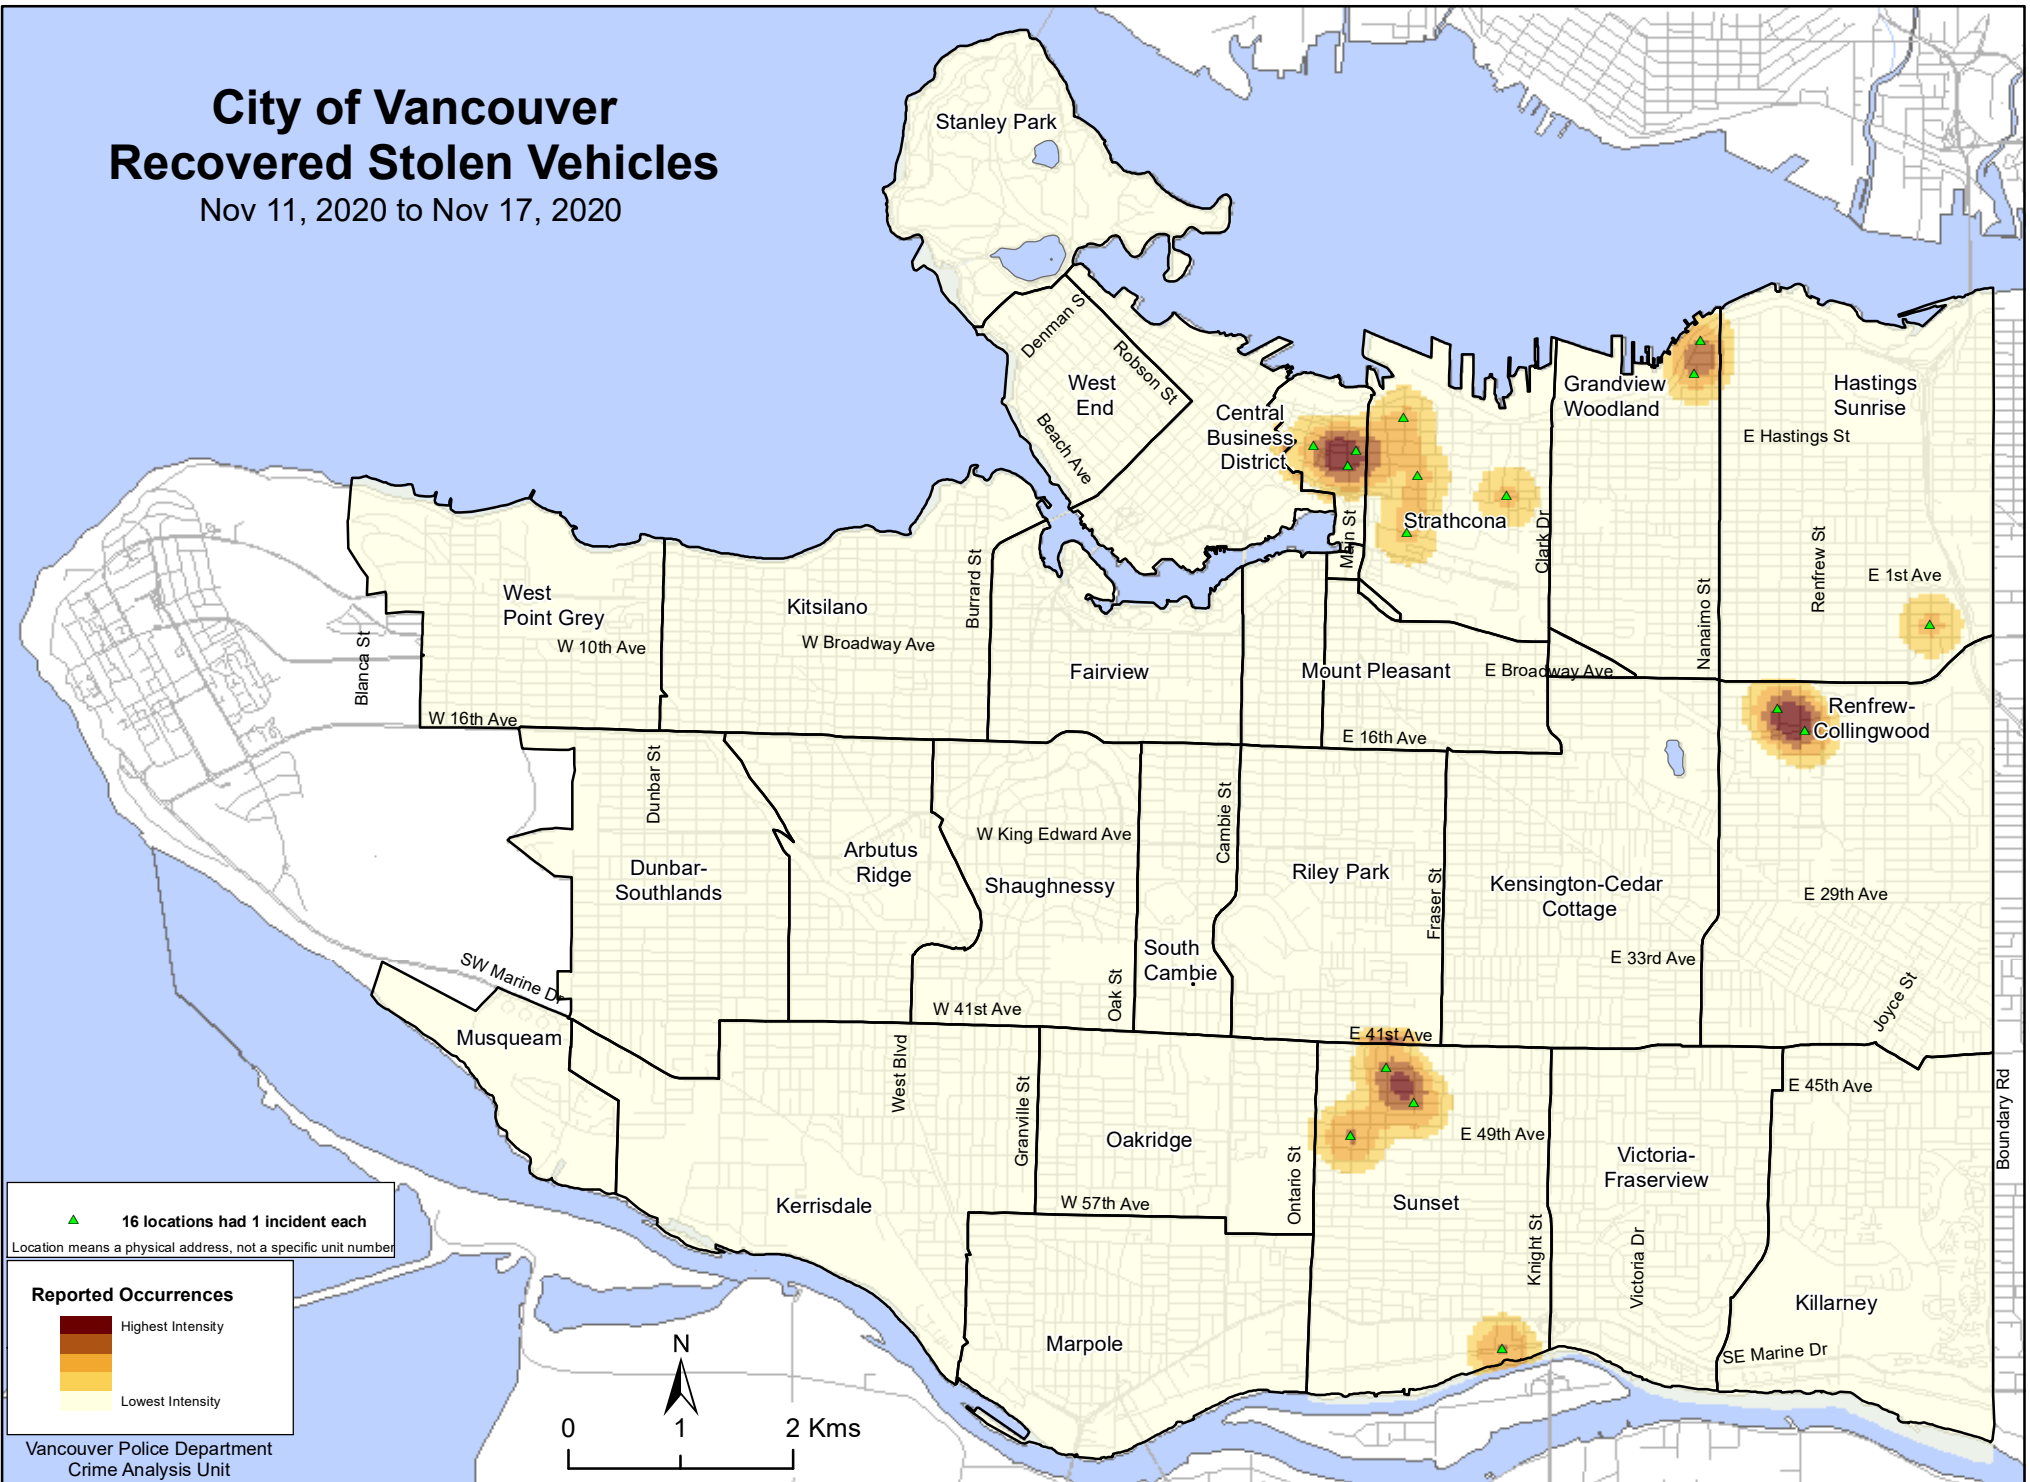 City of Vancouver
Recovered Stolen Vehicles
Nov 11, 2020 to Nov 17, 2020
Stanley Park
Denman S
Robson St
West
End
Beach Ave
Central
Business
District
Grandview
Woodland
Hastings
Sunrise
E Hastings St
Strathcona
Main St
Clark Dr
Nanaimo St
Renfrew St
E 1st Ave
West
Point Grey
W 10th Ave
Blanca St
Kitsilano
W Broadway Ave
Burrard St
Fairview
Mount Pleasant
E Broadway Ave
Renfrew-
Collingwood
W 16th Ave
E 16th Ave
Dunbar St
Cambie St
W King Edward Ave
Arbutus
Ridge
Dunbar-
Southlands
Shaughnessy
Riley Park
Fraser St
Kensington-Cedar
Cottage
E 29th Ave
South
Cambie
E 33rd Ave
SW Marine Dr
Oak St
W 41st Ave
Joyce St
Musqueam
E 41st Ave
West Blvd
Granville St
E 45th Ave
Boundary Rd
Oakridge
E 49th Ave
Ontario St
Victoria-
Fraserview
Kerrisdale
W 57th Ave
Sunset
Knight St
Victoria Dr
Killarney
Marpole
SE Marine Dr
16 locations had 1 incident each
Location means a physical address, not a specific unit number
Reported Occurrences
Highest Intensity
Lowest Intensity
Vancouver Police Department
Crime Analysis Unit
N
0 1 2 Kms